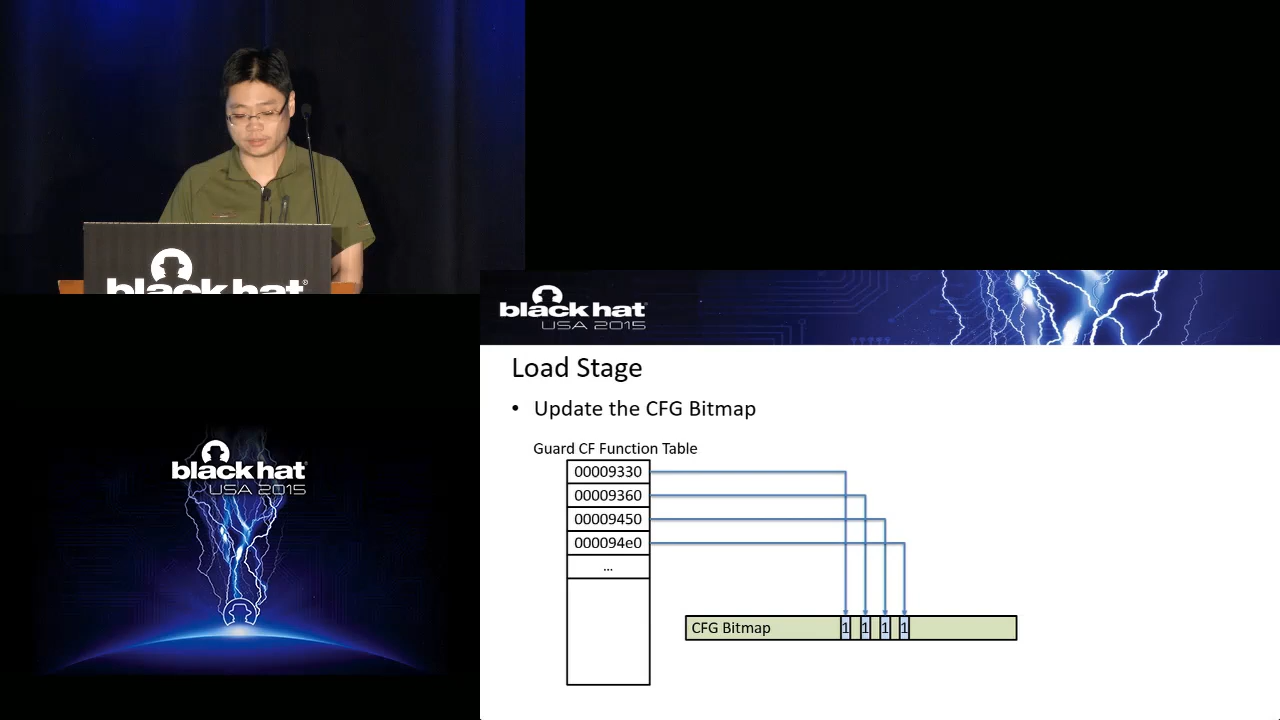 black hat®
black hat®
USA 2015
Load Stage
• Update the CFG Bitmap
Guard CF Function Table
00009330
00009360
00009450
000094e0
...
CFG Bitmap 1 1 1 1
black hat®
USA 2015